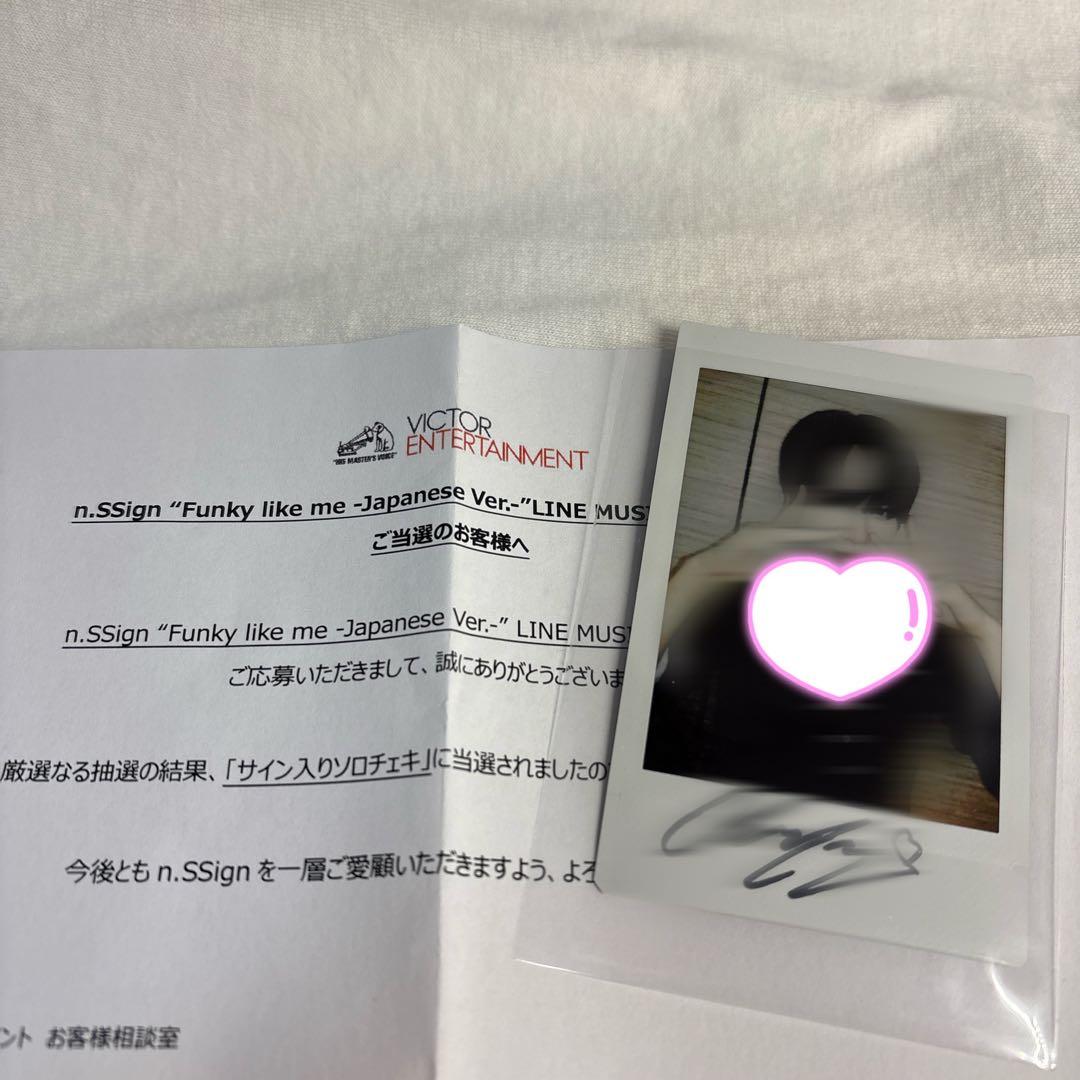 VICTOR
ENTERTAINMENT
"HIS MASTER'S VOICE"
n.SSign “Funky like me -Japanese Ver.-”LINE MUSI
ご当選のお客様へ
n.SSign “Funky like me -Japanese Ver.-” LINE MUSI
ご応募いただきまして、誠にありがとうございま
厳選なる抽選の結果、「サイン入りソロチェキ」に当選されましたの
今後とも n.SSign を一層ご愛顧いただきますよう、よろ
ント お客様相談室